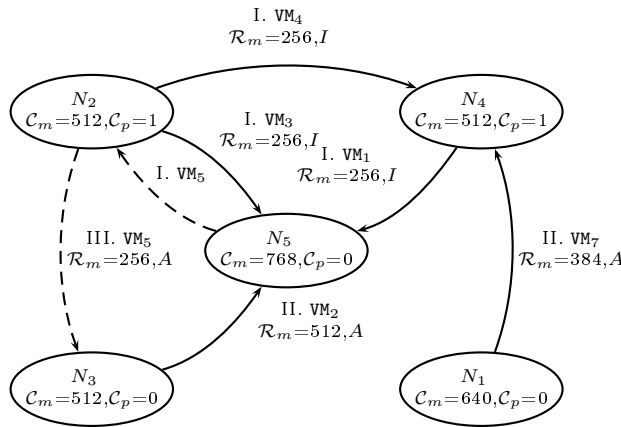 I. VM₄
𝓡ₘ=256,I
N₂
𝓒ₘ=512,𝓒ₚ=1
N₄
𝓒ₘ=512,𝓒ₚ=1
I. VM₃
𝓡ₘ=256,I
I. VM₁
𝓡ₘ=256,I
I. VM₅
N₅
𝓒ₘ=768,𝓒ₚ=0
III. VM₅
𝓡ₘ=256,A
II. VM₇
𝓡ₘ=384,A
II. VM₂
𝓡ₘ=512,A
N₃
𝓒ₘ=512,𝓒ₚ=0
N₁
𝓒ₘ=640,𝓒ₚ=0